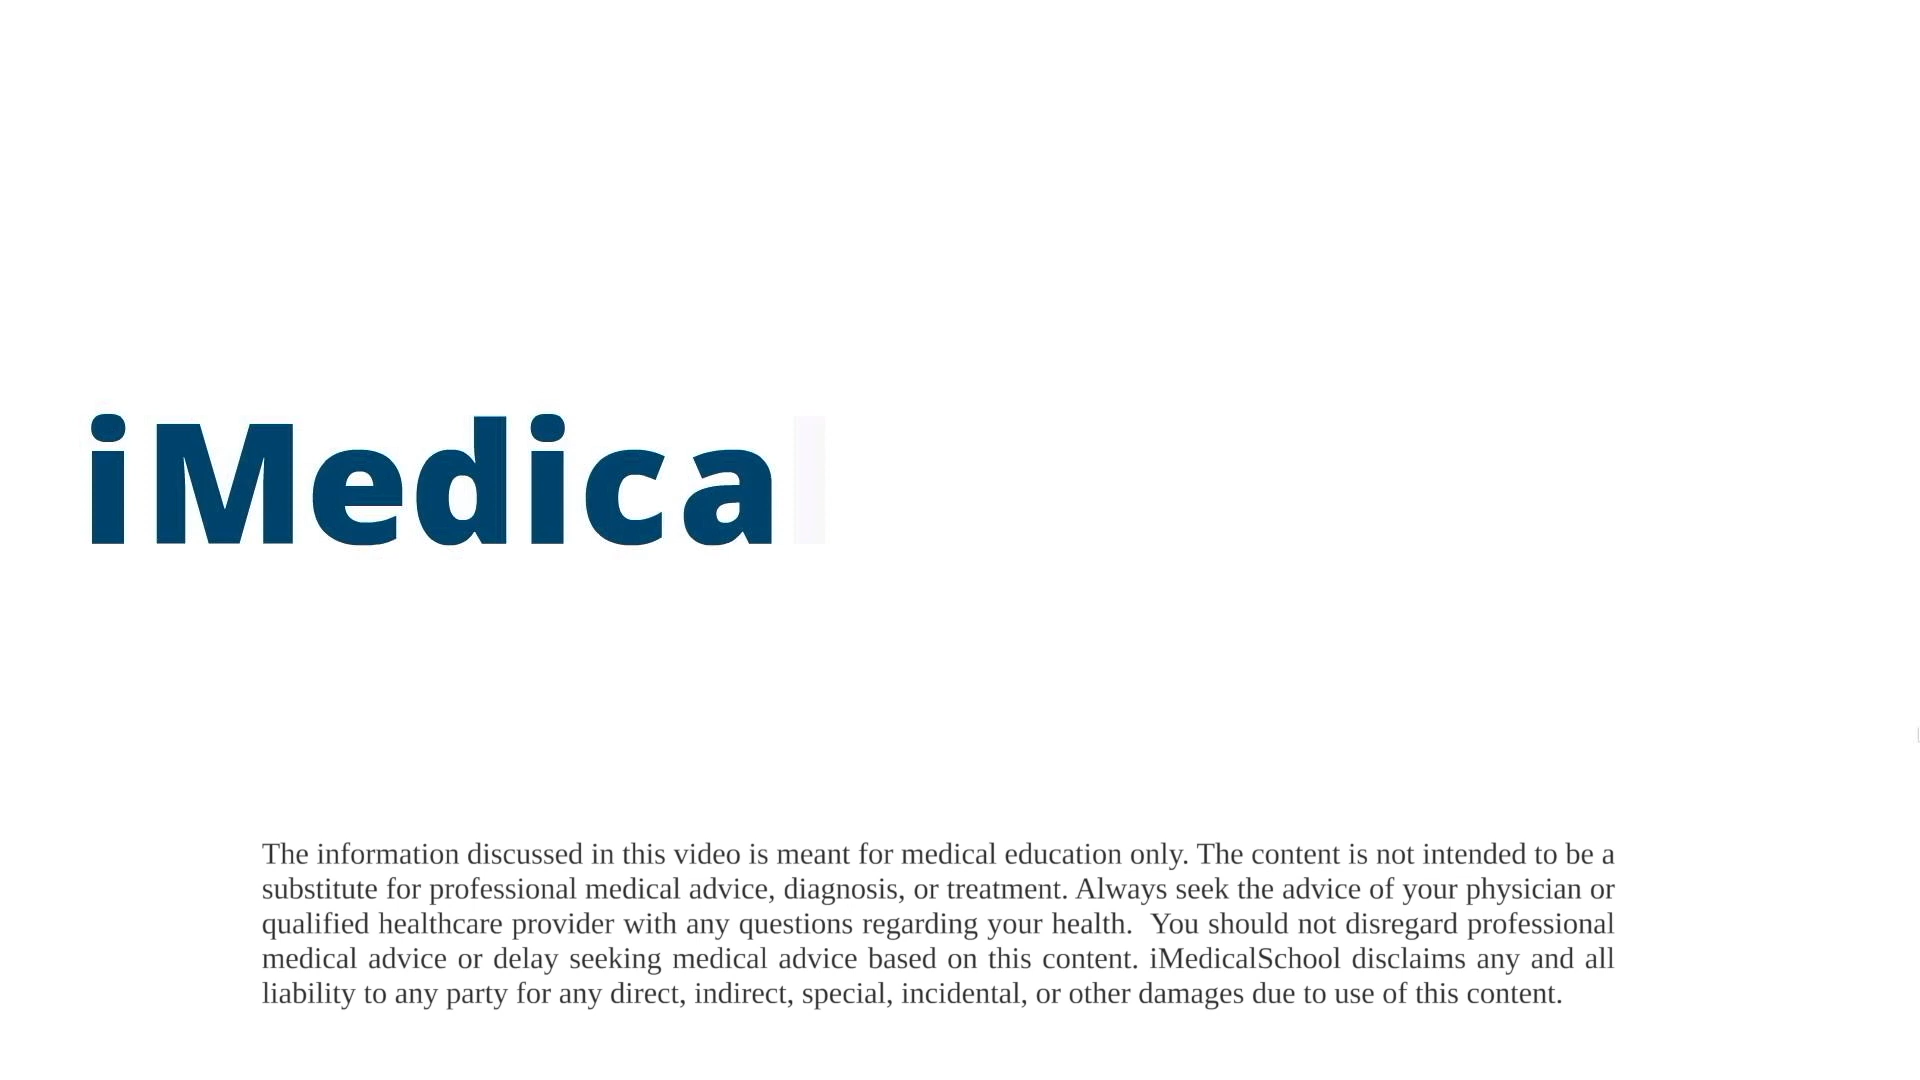 iMedical
The information discussed in this video is meant for medical education only. The content is not intended to be a
substitute for professional medical advice, diagnosis, or treatment. Always seek the advice of your physician or
qualified healthcare provider with any questions regarding your health.  You should not disregard professional
medical advice or delay seeking medical advice based on this content. iMedicalSchool disclaims any and all
liability to any party for any direct, indirect, special, incidental, or other damages due to use of this content.